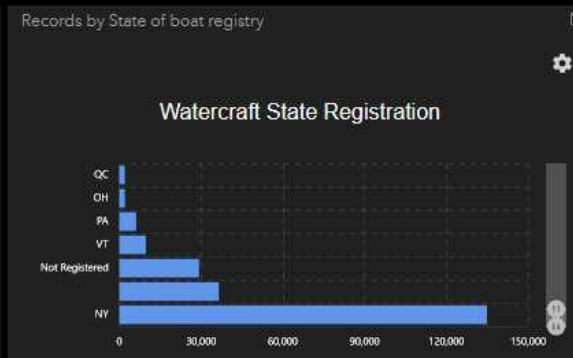 Records by State of boat registry
Watercraft State Registration
QC
OH
PA
VT
Not Registered
NY
0 30,000 60,000 90,000 120,000 150,000